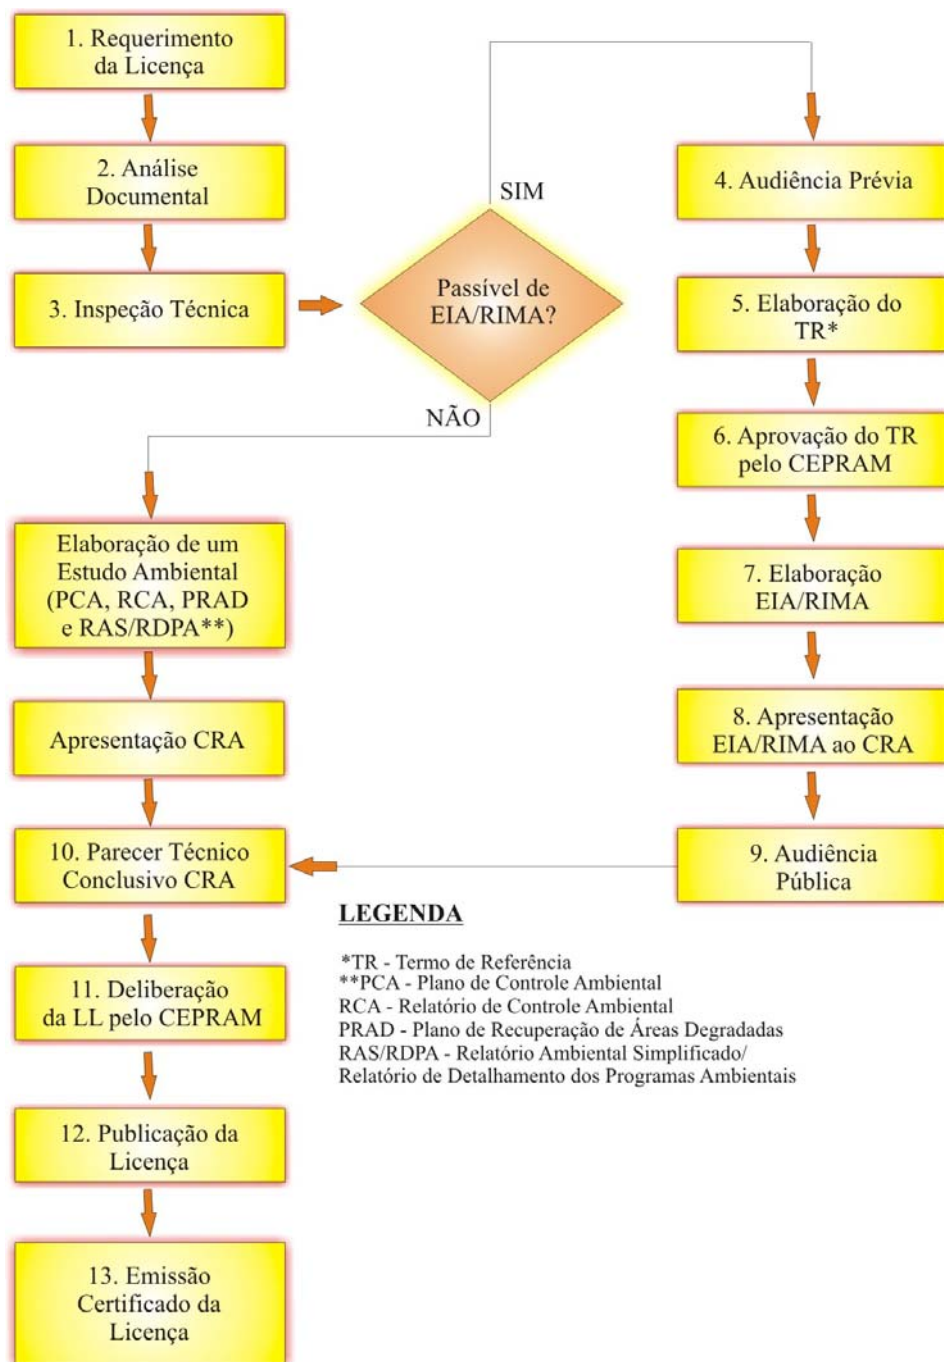 1. Requerimento
da Licença
2. Análise
Documental
3. Inspeção Técnica
Passível de
EIA/RIMA?
SIM
NÃO
4. Audiência Prévia
5. Elaboração do
TR*
6. Aprovação do TR
pelo CEPRAM
7. Elaboração
EIA/RIMA
8. Apresentação
EIA/RIMA ao CRA
9. Audiência
Pública
Elaboração de um
Estudo Ambiental
(PCA, RCA, PRAD
e RAS/RDPA**)
Apresentação CRA
10. Parecer Técnico
Conclusivo CRA
11. Deliberação
da LL pelo CEPRAM
12. Publicação da
Licença
13. Emissão
Certificado da
Licença
LEGENDA
*TR - Termo de Referência
**PCA - Plano de Controle Ambiental
RCA - Relatório de Controle Ambiental
PRAD - Plano de Recuperação de Áreas Degradadas
RAS/RDPA - Relatório Ambiental Simplificado/
Relatório de Detalhamento dos Programas Ambientais